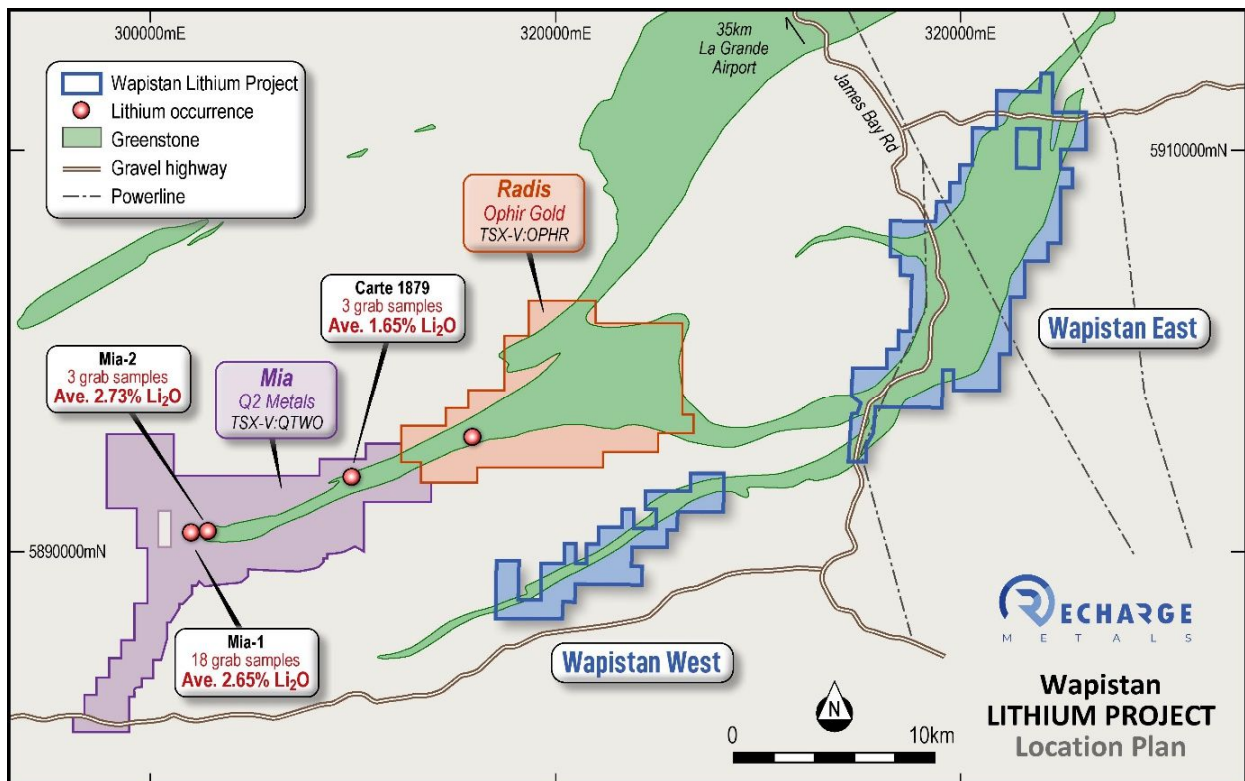 300000mE
320000mE
320000mE
35km
La Grande
Airport
James Bay Rd
Wapistan Lithium Project
Lithium occurrence
Greenstone
Gravel highway
Powerline
5910000mN
Radis
Ophir Gold
TSX-V:OPHR
Carte 1879
3 grab samples
Ave. 1.65% Li₂O
Wapistan East
Mia-2
3 grab samples
Ave. 2.73% Li₂O
Mia
Q2 Metals
TSX-V:QTWO
5890000mN
Mia-1
18 grab samples
Ave. 2.65% Li₂O
Wapistan West
RECHARGE
METALS
N
0 10km
Wapistan
LITHIUM PROJECT
Location Plan